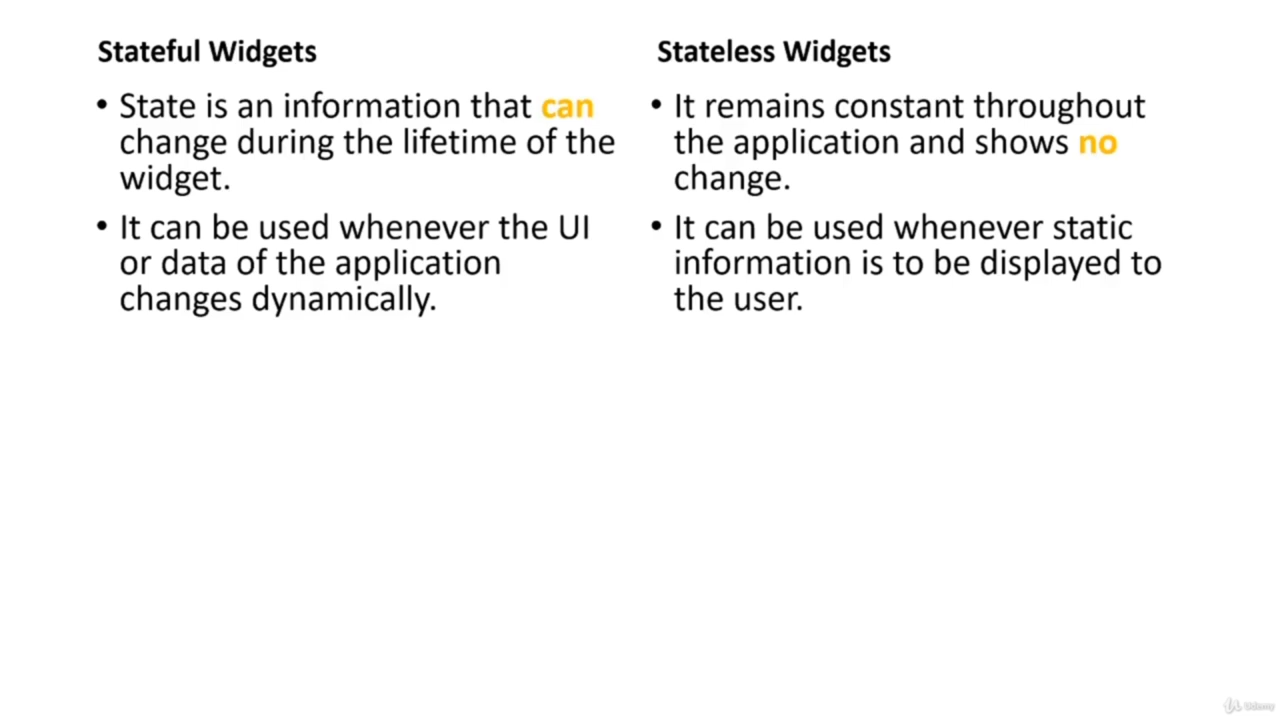 Stateful Widgets
• State is an information that can
change during the lifetime of the
widget.
• It can be used whenever the UI
or data of the application
changes dynamically.
Stateless Widgets
• It remains constant throughout
the application and shows no
change.
• It can be used whenever static
information is to be displayed to
the user.
Udemy